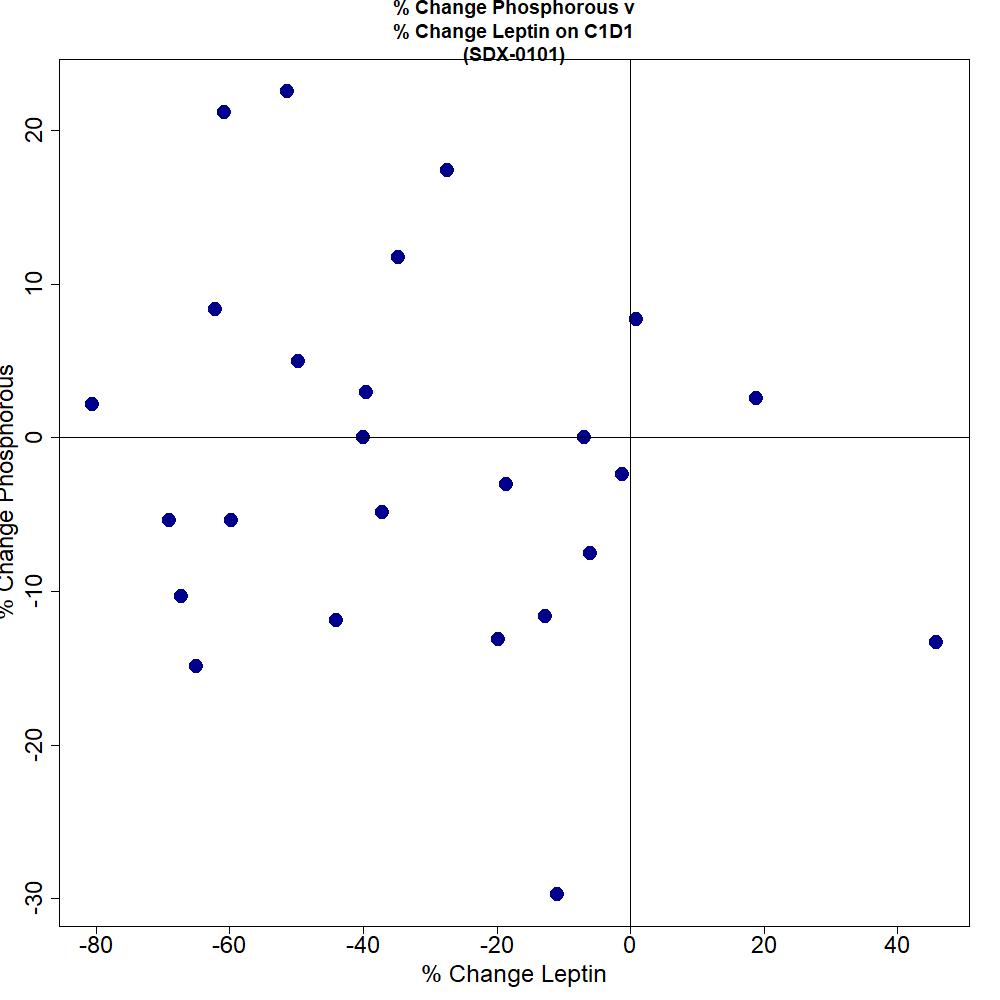 % Change Phosphorous v
% Change Leptin on C1D1
(SDX-0101)
% Change Phosphorous
20
10
0
-10
-20
-30
-80
-60
-40
-20
0
20
40
% Change Leptin